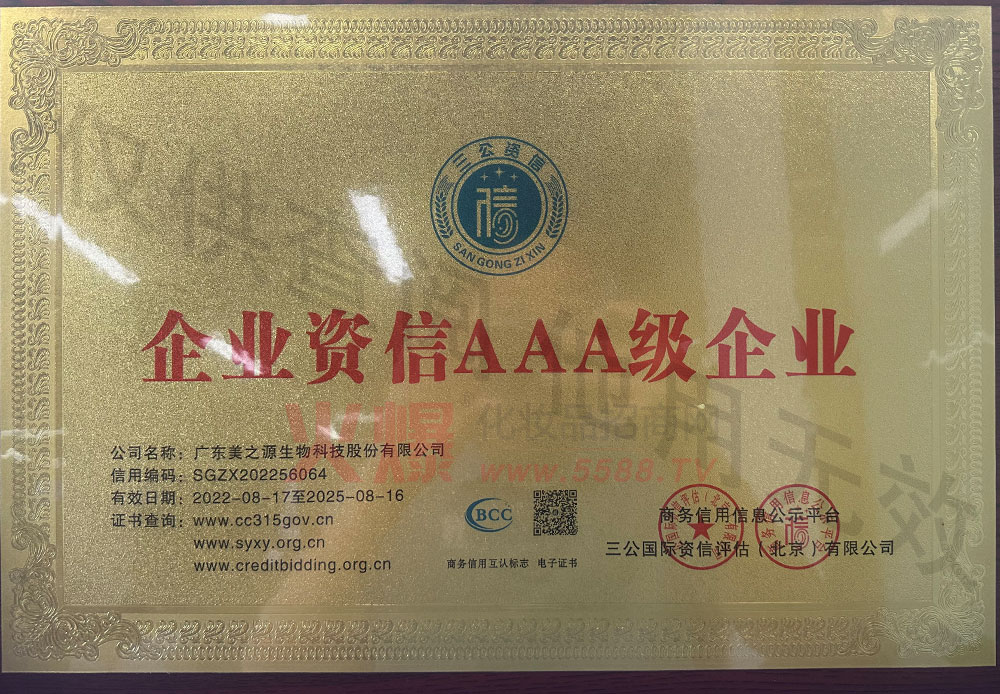 三公资信
信
SAN GONG ZI XIN
企业资信AAA级企业
火爆 化妆品招商网
www.5588.TV
公司名称：广东美之源生物科技股份有限公司
信用编码：SGZX202256064
有效日期：2022-08-17至2025-08-16
证书查询：www.cc315gov.cn
www.syxy.org.cn
www.creditbidding.org.cn
BCC
商务信用互认标志 电子证书
商务信用信息公示平台
三公国际资信评估（北京）有限公司
用无效